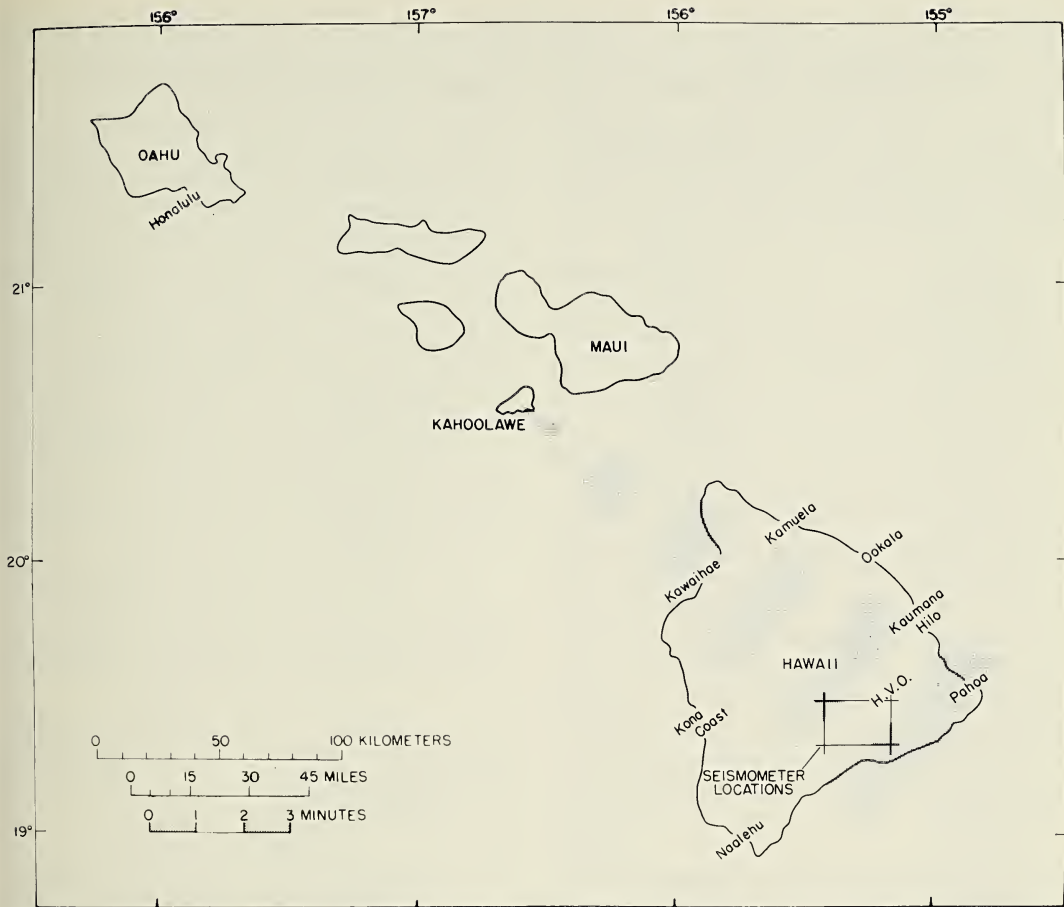 156° 157° 156° 155°
OAHU
Honalulu
21°
MAUI
KAHOOLAWE
Kamuela
20°
Ookala
Kawaihae
Kaumana
Hilo
HAWAII
H.V.O.
Pahoa
Kona
Coast
0 50 100 KILOMETERS
SEISMOMETER
LOCATIONS
0 15 30 45 MILES
0 1 2 3 MINUTES
19°
Naalehu